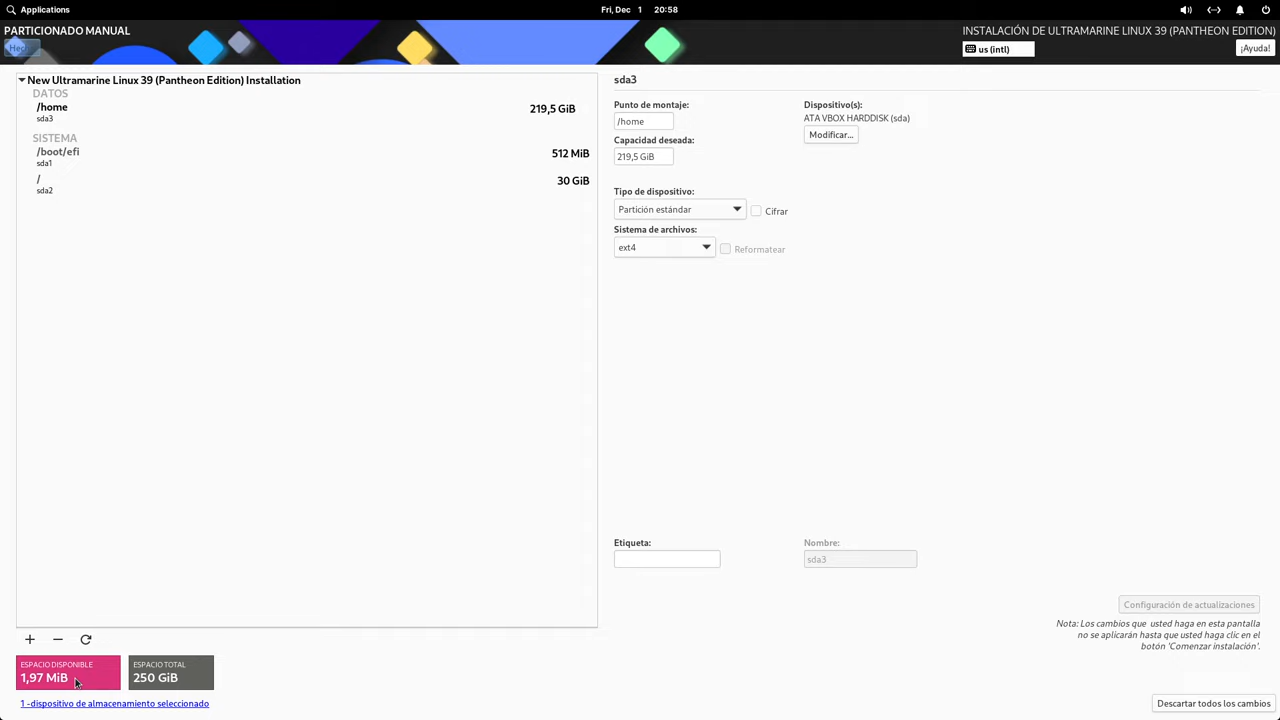 Applications
Fri, Dec 1 20:58
PARTICIONADO MANUAL
Hecho
INSTALACIÓN DE ULTRAMARINE LINUX 39 (PANTHEON EDITION)
us (intl)
¡Ayuda!
New Ultramarine Linux 39 (Pantheon Edition) Installation
DATOS
/home 219,5 GiB
sda3
SISTEMA
/boot/efi 512 MiB
sda1
/ 30 GiB
sda2
sda3
Punto de montaje:
/home
Capacidad deseada:
219,5 GiB
Dispositivo(s):
ATA VBOX HARDDISK (sda)
Modificar...
Tipo de dispositivo:
Partición estándar
Cifrar
Sistema de archivos:
ext4
Reformatear
Etiqueta:
Nombre:
sda3
Configuración de actualizaciones
Nota: Los cambios que usted haga en esta pantalla
no se aplicarán hasta que usted haga clic en el
botón 'Comenzar instalación'.
ESPACIO DISPONIBLE
1,97 MiB
ESPACIO TOTAL
250 GiB
1 -dispositivo de almacenamiento seleccionado
Descartar todos los cambios